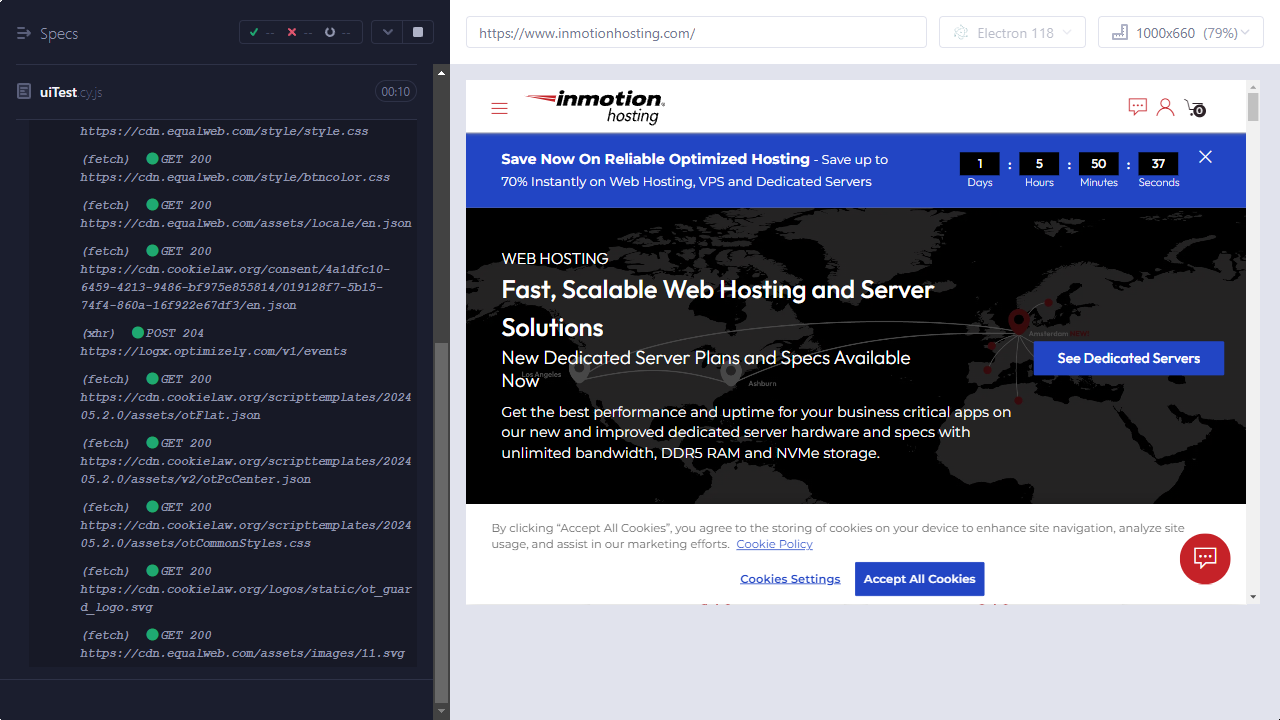 Specs
--
--
--
uiTest.cy.js
00:10
https://cdn.equalweb.com/style/style.css
(fetch) GET 200
https://cdn.equalweb.com/style/btncolor.css
(fetch) GET 200
https://cdn.equalweb.com/assets/locale/en.json
(fetch) GET 200
https://cdn.cookielaw.org/consent/4a1dfc10-
6459-4213-9486-bf975e855814/019128f7-5b15-
74f4-860a-16f922e67df3/en.json
(xhr) POST 204
https://logx.optimizely.com/v1/events
(fetch) GET 200
https://cdn.cookielaw.org/scripttemplates/2024
05.2.0/assets/otFlat.json
(fetch) GET 200
https://cdn.cookielaw.org/scripttemplates/2024
05.2.0/assets/v2/otPcCenter.json
(fetch) GET 200
https://cdn.cookielaw.org/scripttemplates/2024
05.2.0/assets/otCommonStyles.css
(fetch) GET 200
https://cdn.cookielaw.org/logos/static/ot_guar
d_logo.svg
(fetch) GET 200
https://cdn.equalweb.com/assets/images/11.svg
https://www.inmotionhosting.com/
Electron 118
1000x660 (79%)
inmotion
hosting
0
Save Now On Reliable Optimized Hosting - Save up to
70% Instantly on Web Hosting, VPS and Dedicated Servers
1 : 5 : 50 : 37
Days Hours Minutes Seconds
WEB HOSTING
Fast, Scalable Web Hosting and Server
Solutions
New Dedicated Server Plans and Specs Available
Now
Los Angeles
Ashburn
Amsterdam
See Dedicated Servers
Get the best performance and uptime for your business critical apps on
our new and improved dedicated server hardware and specs with
unlimited bandwidth, DDR5 RAM and NVMe storage.
By clicking “Accept All Cookies”, you agree to the storing of cookies on your device to enhance site navigation, analyze site
usage, and assist in our marketing efforts. Cookie Policy
Cookies Settings
Accept All Cookies